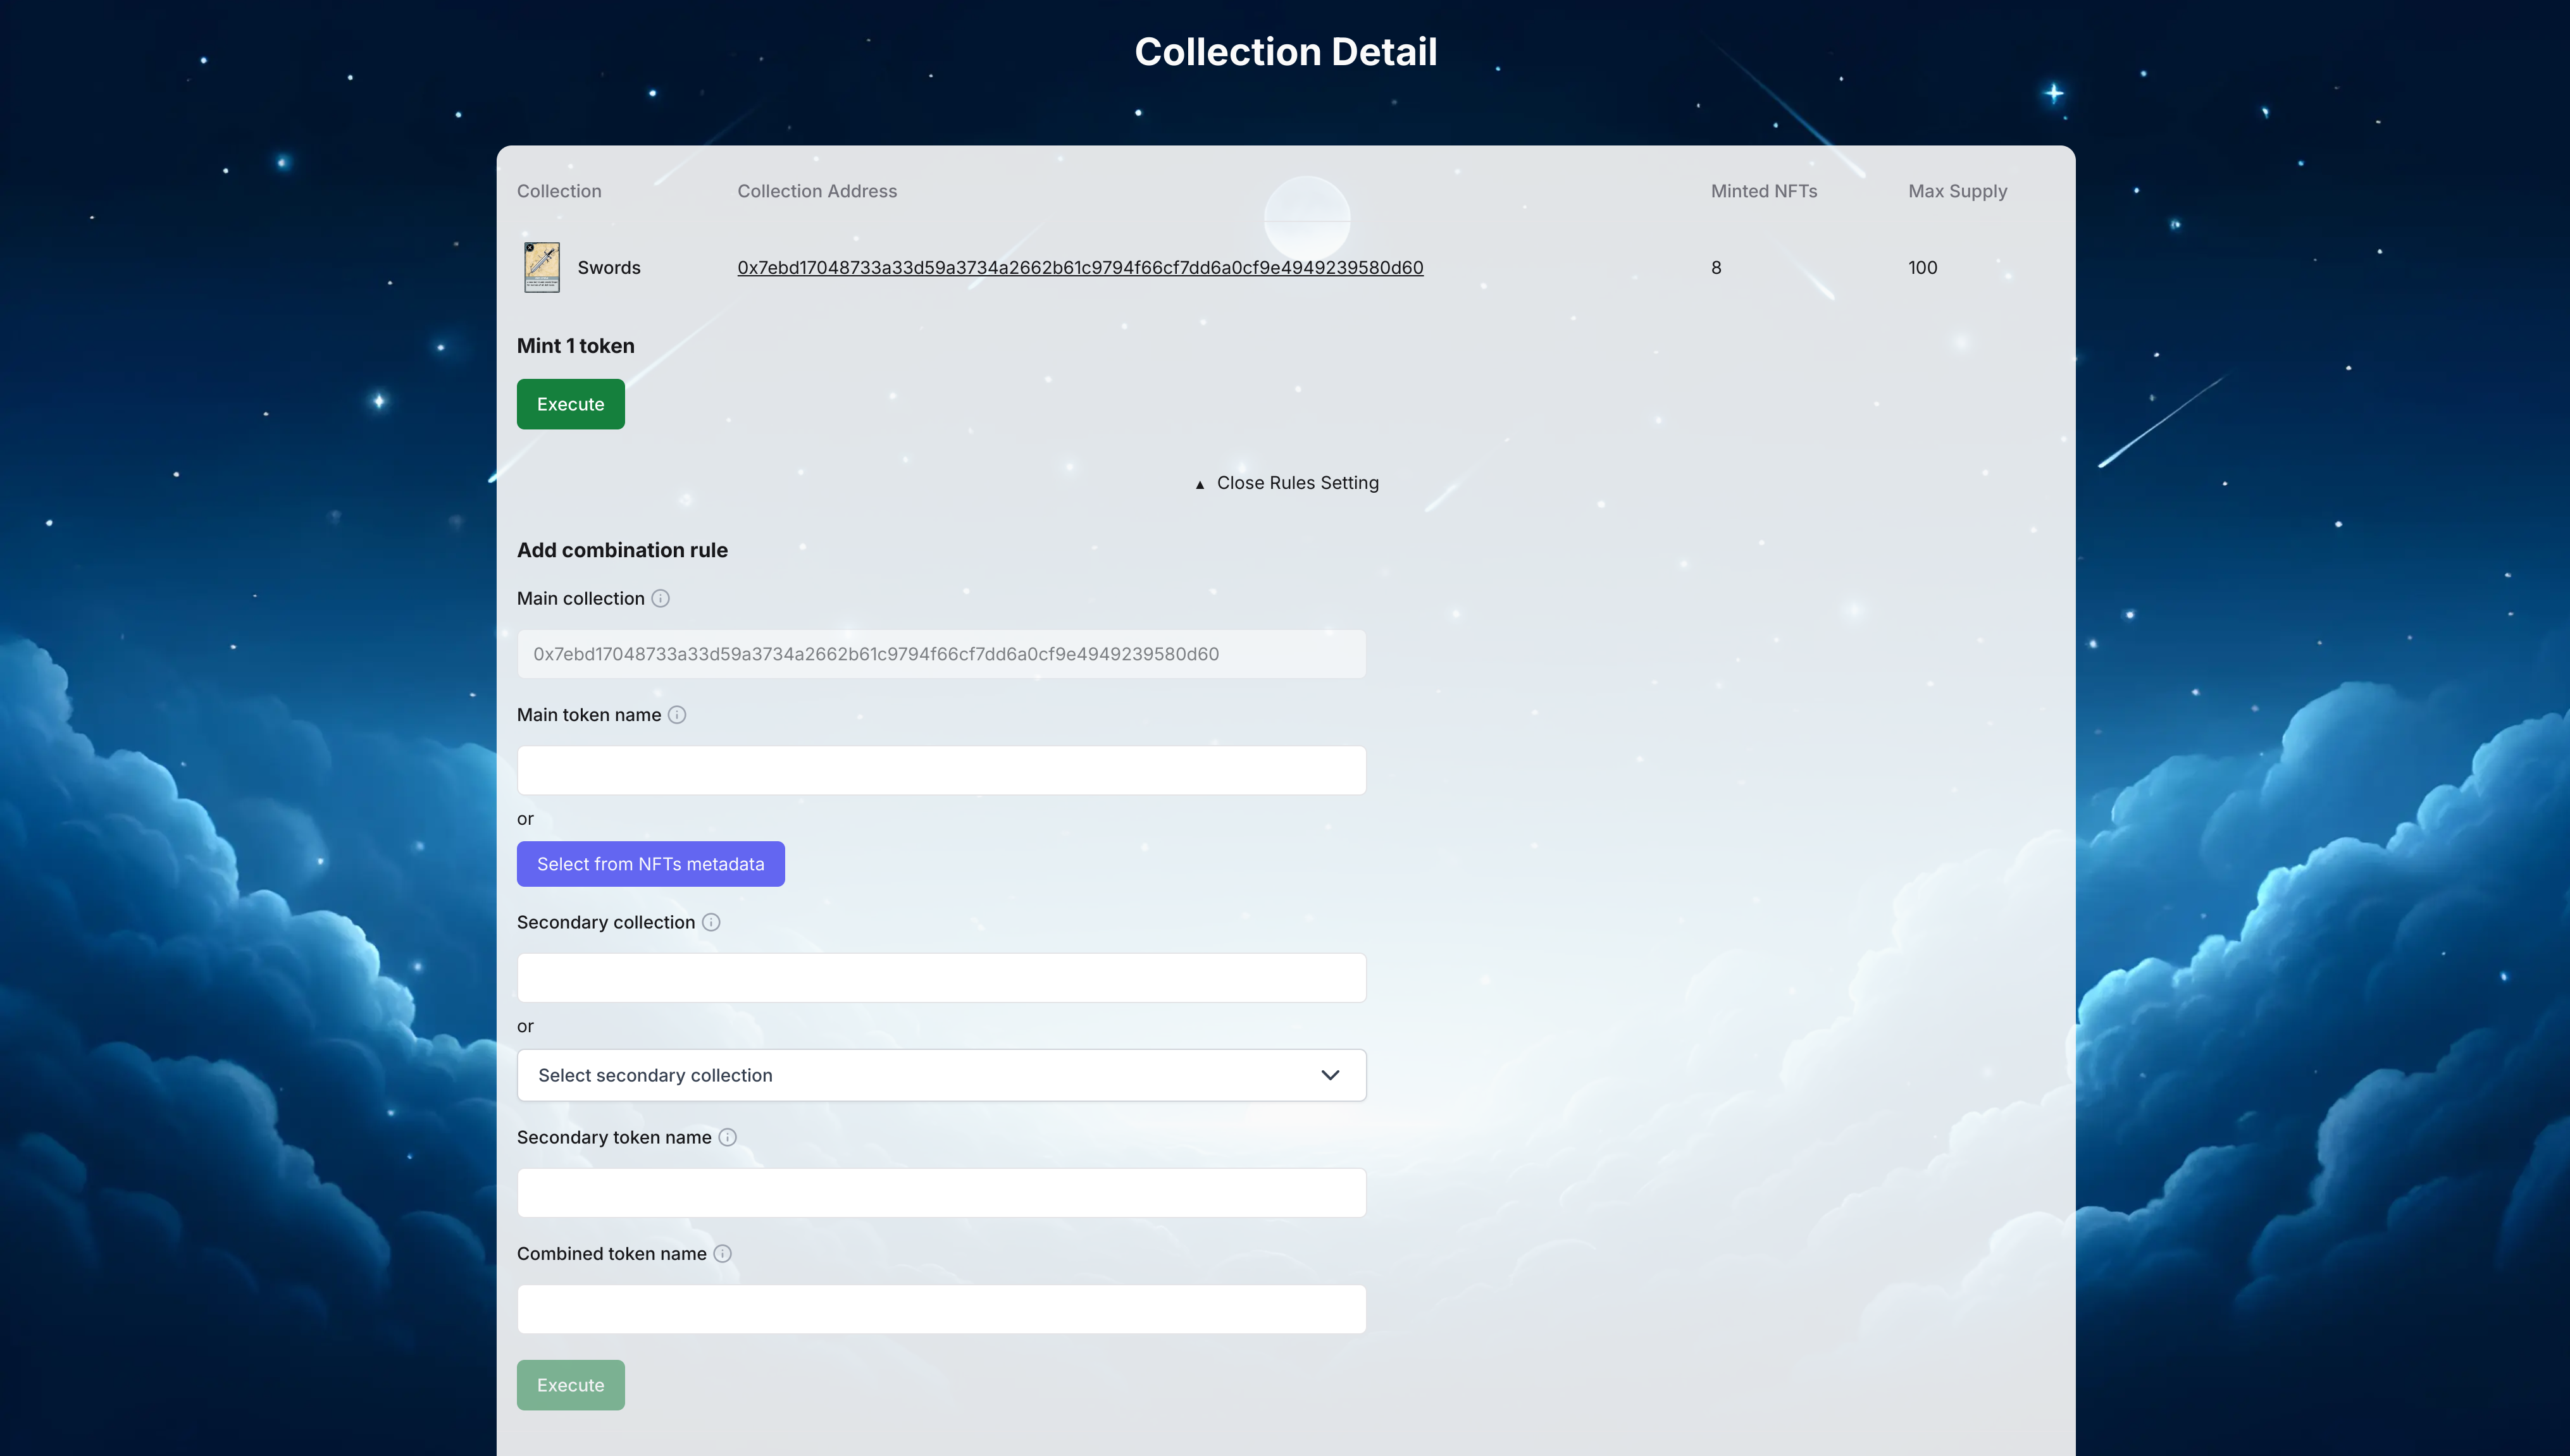 Collection Detail
Collection Collection Address Minted NFTs Max Supply
Swords 0x7ebd17048733a33d59a3734a2662b61c9794f66cf7dd6a0cf9e4949239580d60 8 100
Mint 1 token
Execute
▲ Close Rules Setting
Add combination rule
Main collection
0x7ebd17048733a33d59a3734a2662b61c9794f66cf7dd6a0cf9e4949239580d60
Main token name
or
Select from NFTs metadata
Secondary collection
or
Select secondary collection
Secondary token name
Combined token name
Execute